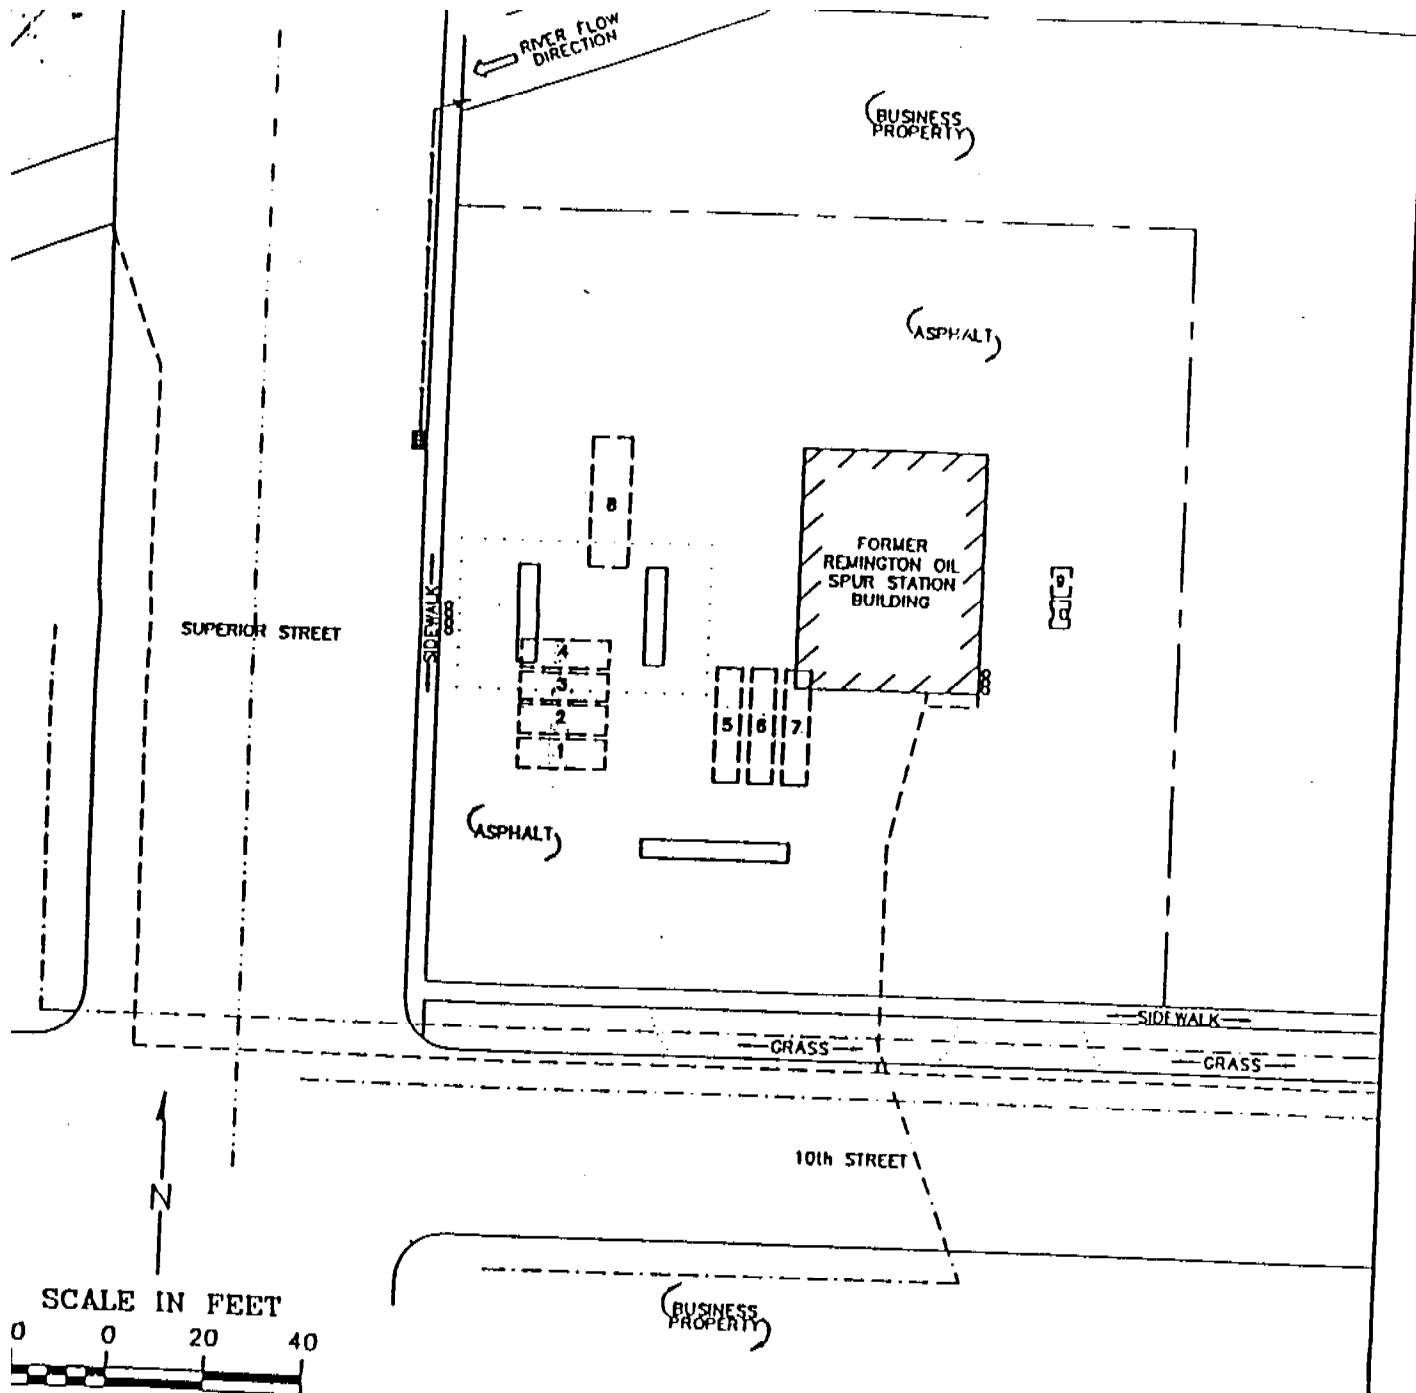 RIVER FLOW
DIRECTION
(BUSINESS
PROPERTY)
(ASPHALT)
8
FORMER
REMINGTON OIL
SPUR STATION
BUILDING
9
SIDEWALK
SUPERIOR STREET
4
3
2
1
5
6
7
(ASPHALT)
SIDEWALK
GRASS
GRASS
10th STREET
N
SCALE IN FEET
0 0 20 40
(BUSINESS
PROPERTY)